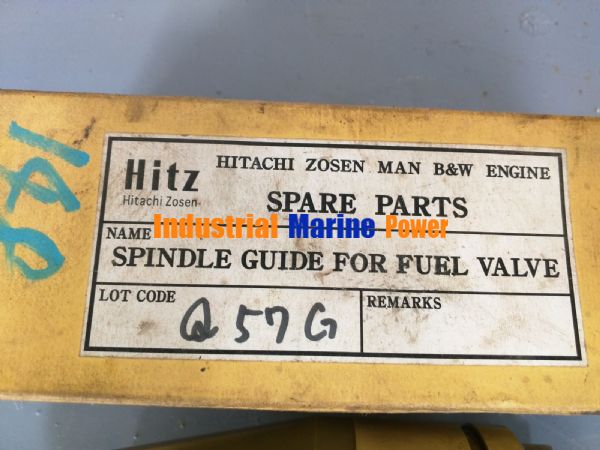 Hitz
Hitachi Zosen
HITACHI ZOSEN MAN B&W ENGINE
SPARE PARTS
Industrial Marine Power
NAME
SPINDLE GUIDE FOR FUEL VALVE
LOT CODE
Q57G
REMARKS